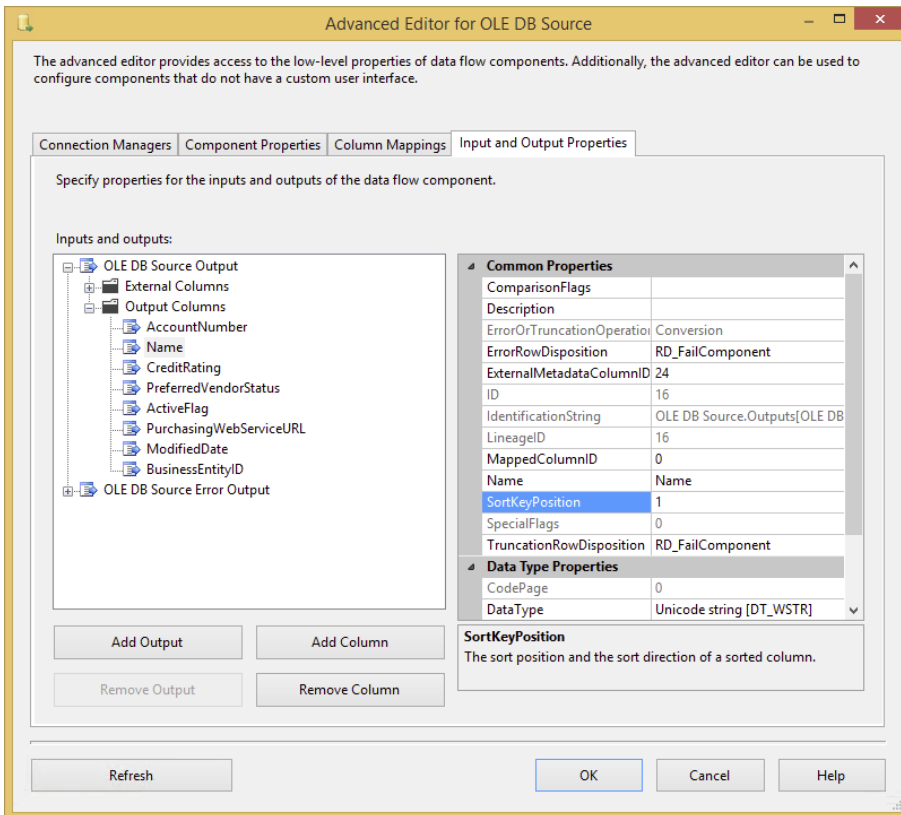 Advanced Editor for OLE DB Source
The advanced editor provides access to the low-level properties of data flow components. Additionally, the advanced editor can be used to
configure components that do not have a custom user interface.
Connection Managers Component Properties Column Mappings Input and Output Properties
Specify properties for the inputs and outputs of the data flow component.
Inputs and outputs:
OLE DB Source Output
External Columns
Output Columns
AccountNumber
Name
CreditRating
PreferredVendorStatus
ActiveFlag
PurchasingWebServiceURL
ModifiedDate
BusinessEntityID
OLE DB Source Error Output
Common Properties
ComparisonFlags
Description
ErrorOrTruncationOperatio Conversion
ErrorRowDisposition RD_FailComponent
ExternalMetadataColumnID 24
ID 16
IdentificationString OLE DB Source.Outputs[OLE DB
LineageID 16
MappedColumnID 0
Name Name
SortKeyPosition 1
SpecialFlags 0
TruncationRowDisposition RD_FailComponent
Data Type Properties
CodePage 0
DataType Unicode string [DT_WSTR]
Add Output Add Column
Remove Output Remove Column
SortKeyPosition
The sort position and the sort direction of a sorted column.
Refresh OK Cancel Help